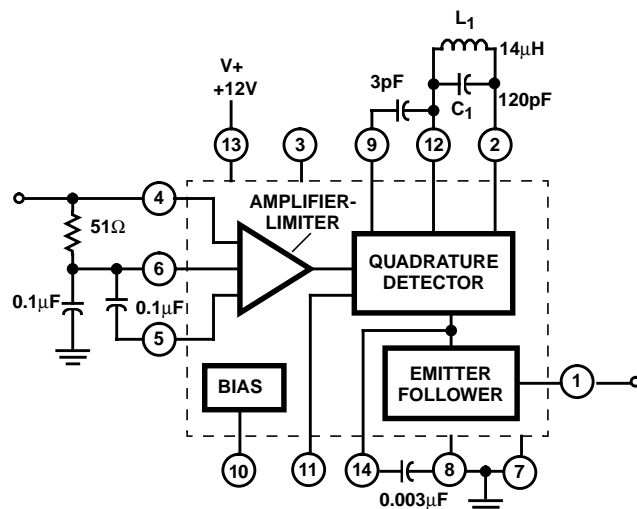 L1
14µH
V+
+12V
3pF
C1
120pF
13
3
9
12
2
4
AMPLIFIER-
LIMITER
51Ω
6
QUADRATURE
DETECTOR
0.1µF
0.1µF
5
BIAS
EMITTER
FOLLOWER
1
10
11
14
8
7
0.003µF